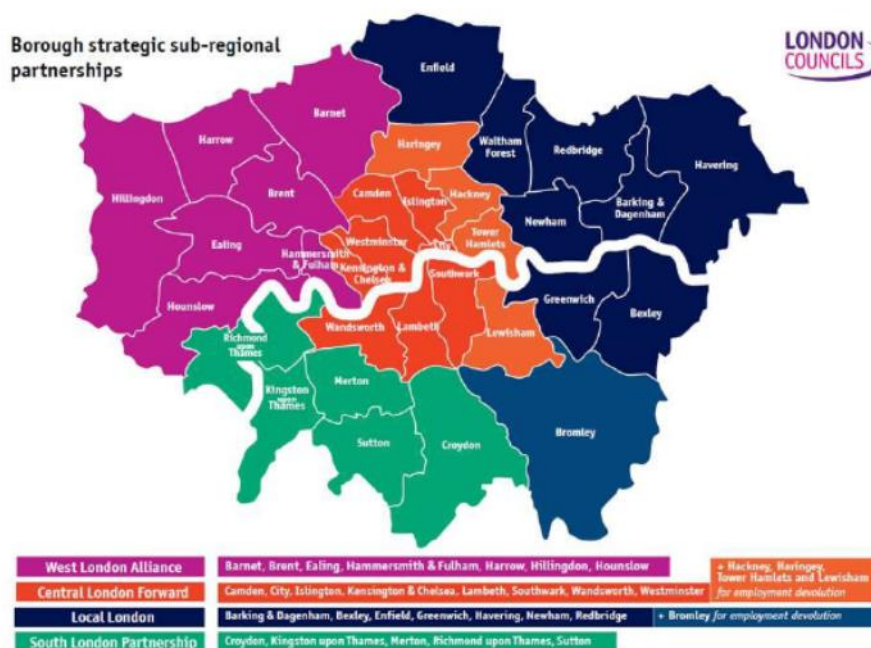 Borough strategic sub-regional
partnerships
LONDON
COUNCILS
Enfield
Barnet
Harrow
Haringey
Waltham
Forest
Redbridge
Havering
Hillingdon
Brent
Camden
Islington
Hackney
Barking &
Dagenham
Newham
Ealing
Westminster
City
Tower
Hamlets
Hammersmith
& Fulham
Kensington &
Chelsea
Southwark
Hounslow
Greenwich
Bexley
Richmond
upon
Thames
Wandsworth
Lambeth
Lewisham
Merton
Kingston
upon
Thames
Sutton
Croydon
Bromley
West London Alliance
Barnet, Brent, Ealing, Hammersmith & Fulham, Harrow, Hillingdon, Hounslow
+ Hackney, Haringey,
Tower Hamlets and Lewisham
for employment devolution
Central London Forward
Camden, City, Islington, Kensington & Chelsea, Lambeth, Southwark, Wandsworth, Westminster
Local London
Barking & Dagenham, Bexley, Enfield, Greenwich, Havering, Newham, Redbridge
+ Bromley for employment devolution
South London Partnership
Croydon, Kingston upon Thames, Merton, Richmond upon Thames, Sutton